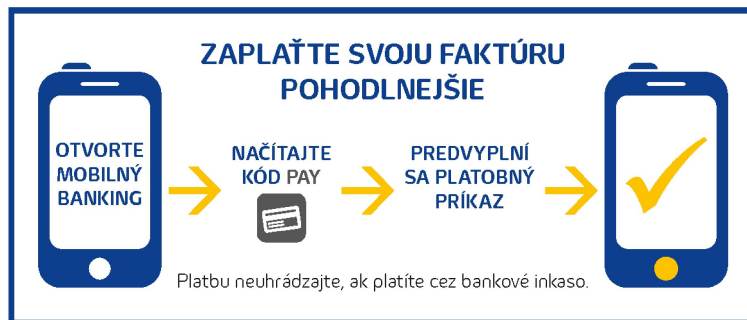 ZAPLAŤTE SVOJU FAKTÚRU
POHODLNEJŠIE
OTVORTE
MOBILNÝ
BANKING
NAČÍTAJTE
KÓD PAY
PREDVYPLNÍ
SA PLATOBNÝ
PRÍKAZ
Platbu neuhrádzajte, ak platíte cez bankové inkaso.